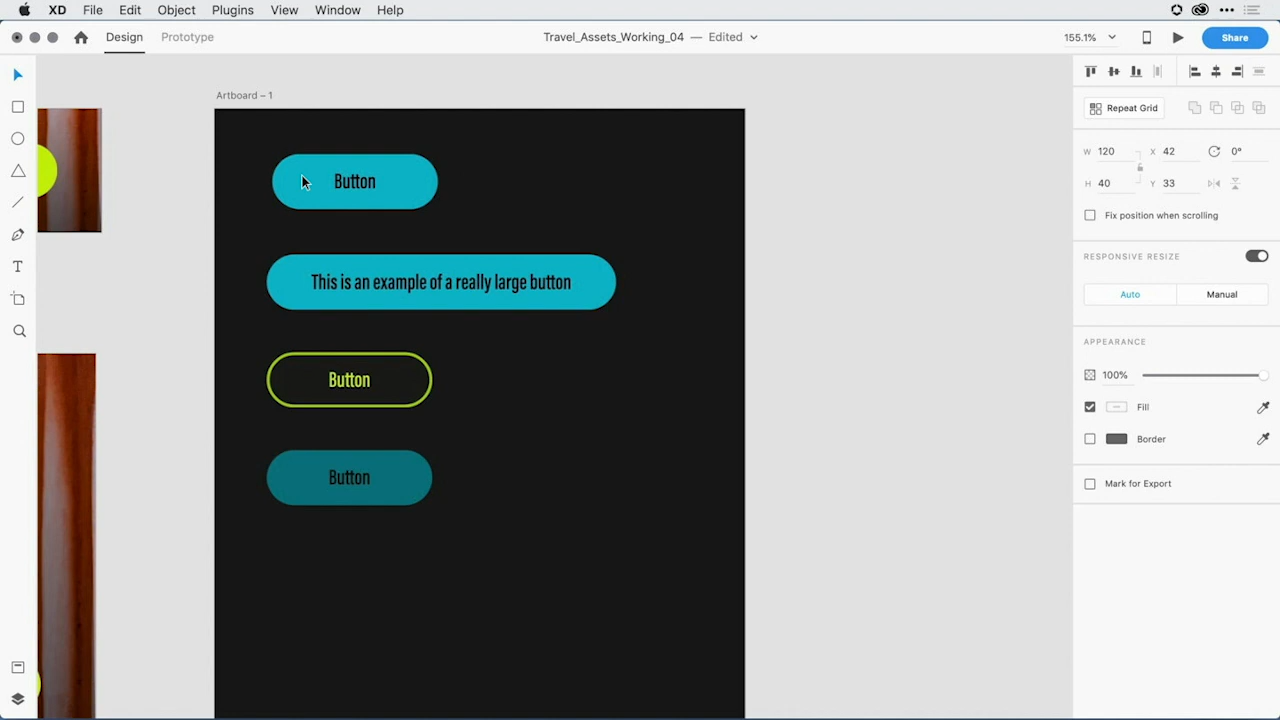 XD File Edit Object Plugins View Window Help
Design Prototype Travel_Assets_Working_04 — Edited 155.1% Share
Artboard – 1
Repeat Grid
Button
W 120 X 42 0°
H 40 Y 33
Fix position when scrolling
RESPONSIVE RESIZE
This is an example of a really large button
Auto Manual
APPEARANCE
Button
100%
Fill
Border
Button
Mark for Export